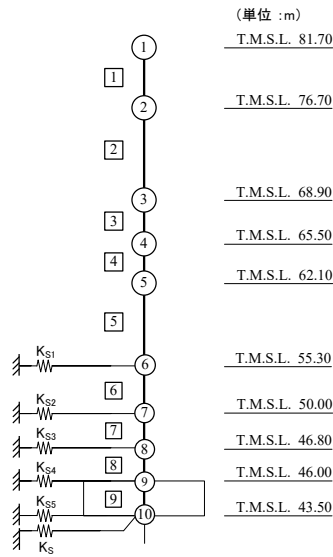 (単位 :m)
1 T.M.S.L. 81.70
1
2 T.M.S.L. 76.70
2
3 T.M.S.L. 68.90
3
4 T.M.S.L. 65.50
4
5 T.M.S.L. 62.10
5
KS1 6 T.M.S.L. 55.30
6
KS2 7 T.M.S.L. 50.00
7
KS3 8 T.M.S.L. 46.80
8
KS4 9 T.M.S.L. 46.00
9
KS5 10 T.M.S.L. 43.50
KS